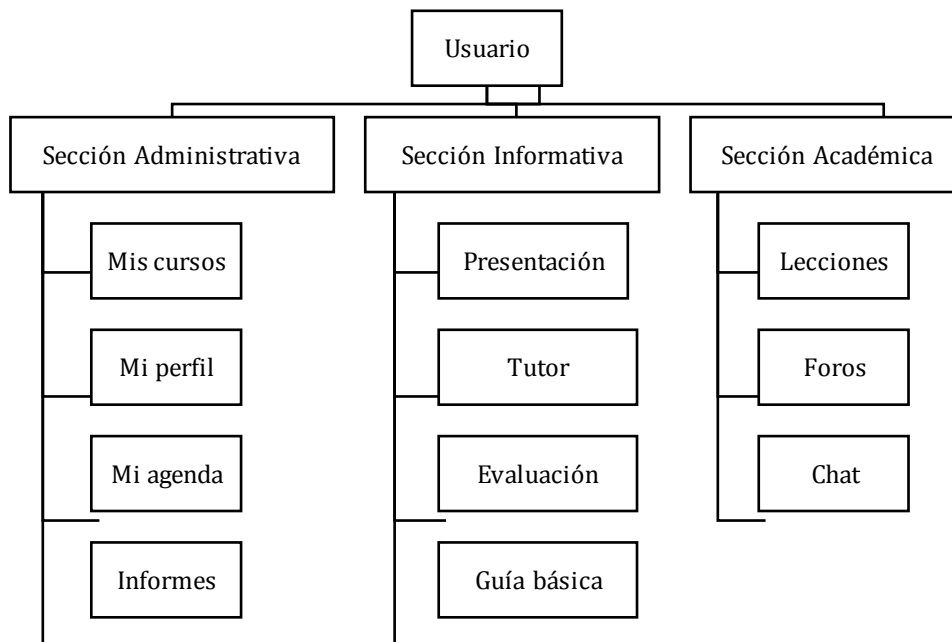 Usuario
Sección Administrativa
Sección Informativa
Sección Académica
Mis cursos
Presentación
Lecciones
Mi perfil
Tutor
Foros
Mi agenda
Evaluación
Chat
Informes
Guía básica